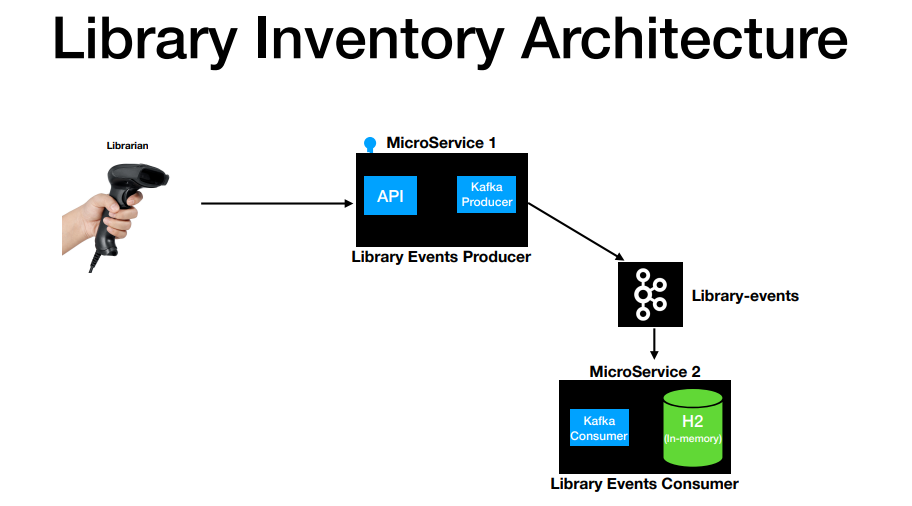 Library Inventory Architecture
Librarian
MicroService 1
API
Kafka
Producer
Library Events Producer
Library-events
MicroService 2
Kafka
Consumer
H2
(In-memory)
Library Events Consumer